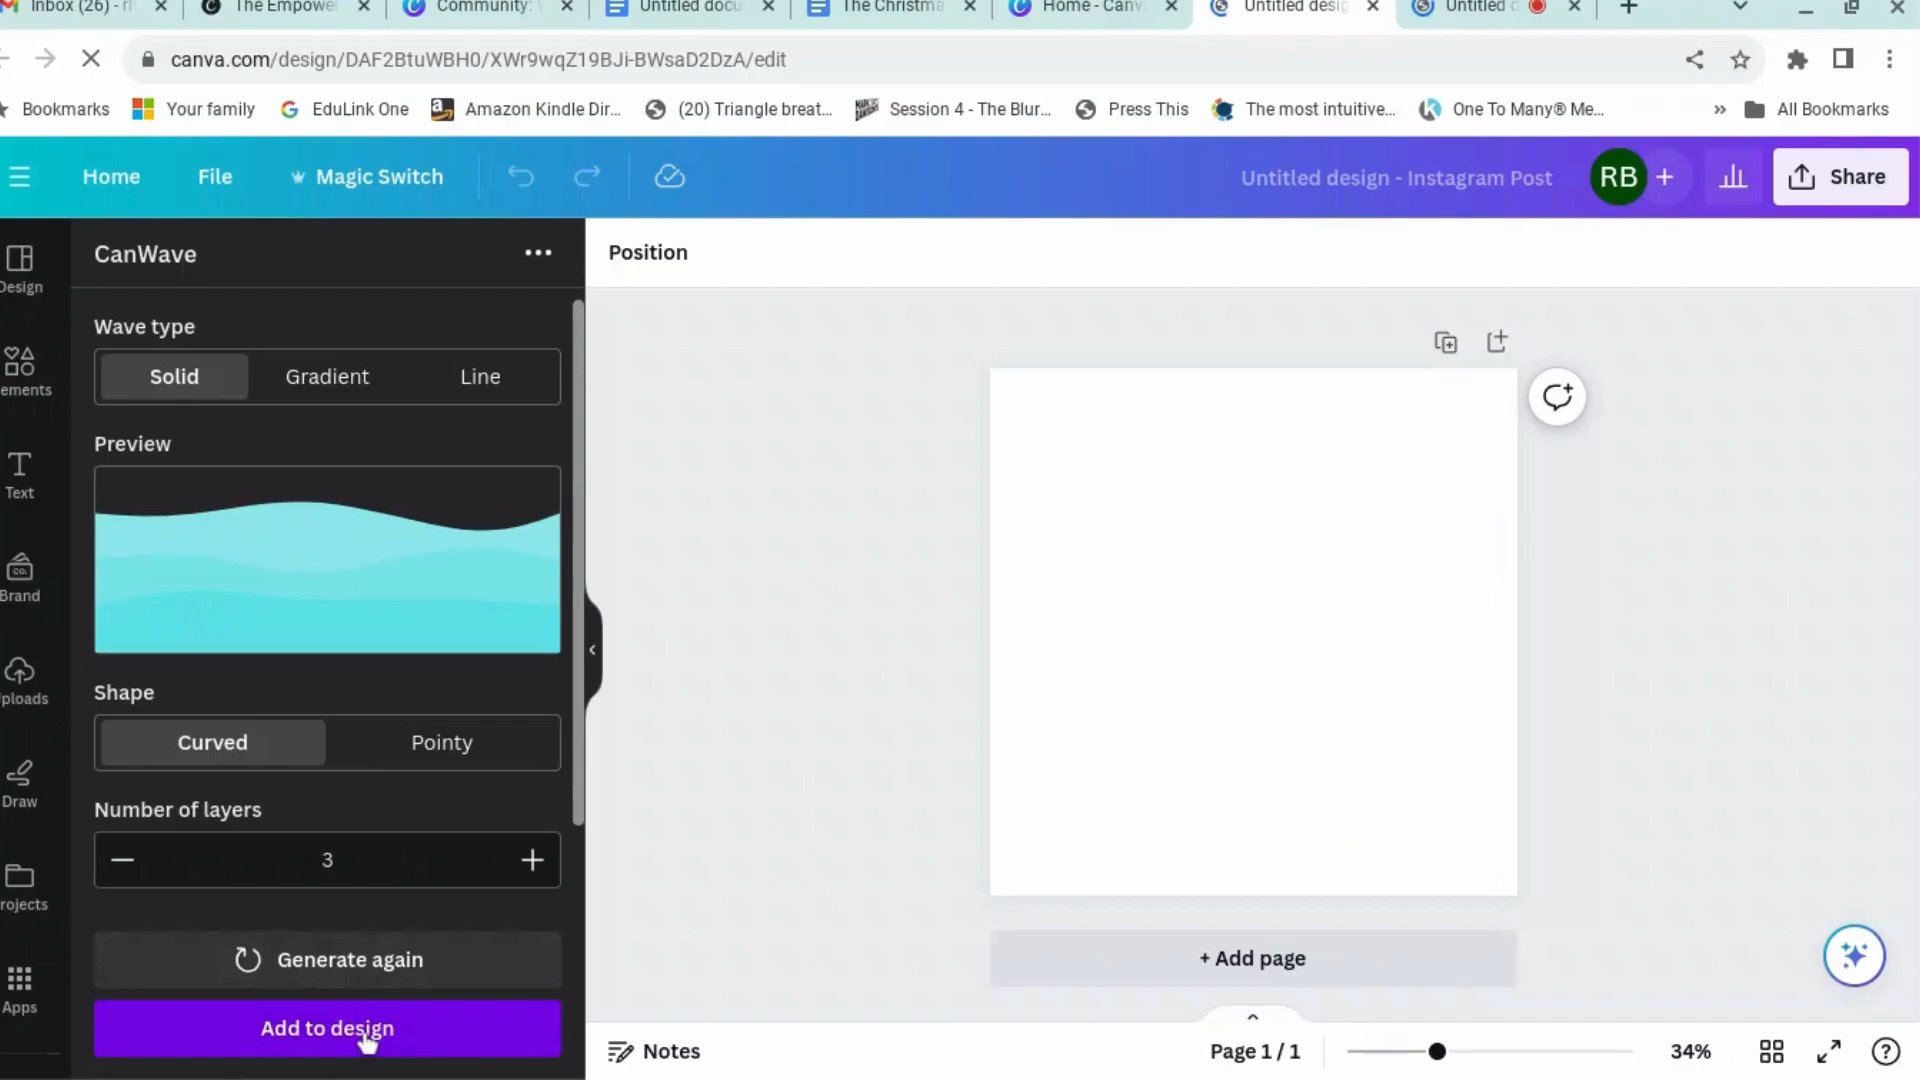 Inbox (26) - r
The Empowe
Community:
Untitled docu
The Christma
Home - Canv
Untitled desig
Untitled d
canva.com/design/DAF2BtuWBH0/XWr9wqZ19BJi-BWsaD2DzA/edit
Bookmarks
Your family
EduLink One
Amazon Kindle Dir...
(20) Triangle breat...
Session 4 - The Blur...
Press This
The most intuitive...
One To Many® Me...
»
All Bookmarks
Home
File
Magic Switch
Untitled design - Instagram Post
RB
Share
CanWave
Position
Design
ements
Text
CO.
Brand
ploads
Draw
rojects
Apps
Wave type
Solid
Gradient
Line
Preview
Shape
Curved
Pointy
Number of layers
3
Generate again
Add to design
+ Add page
Notes
Page 1 / 1
34%